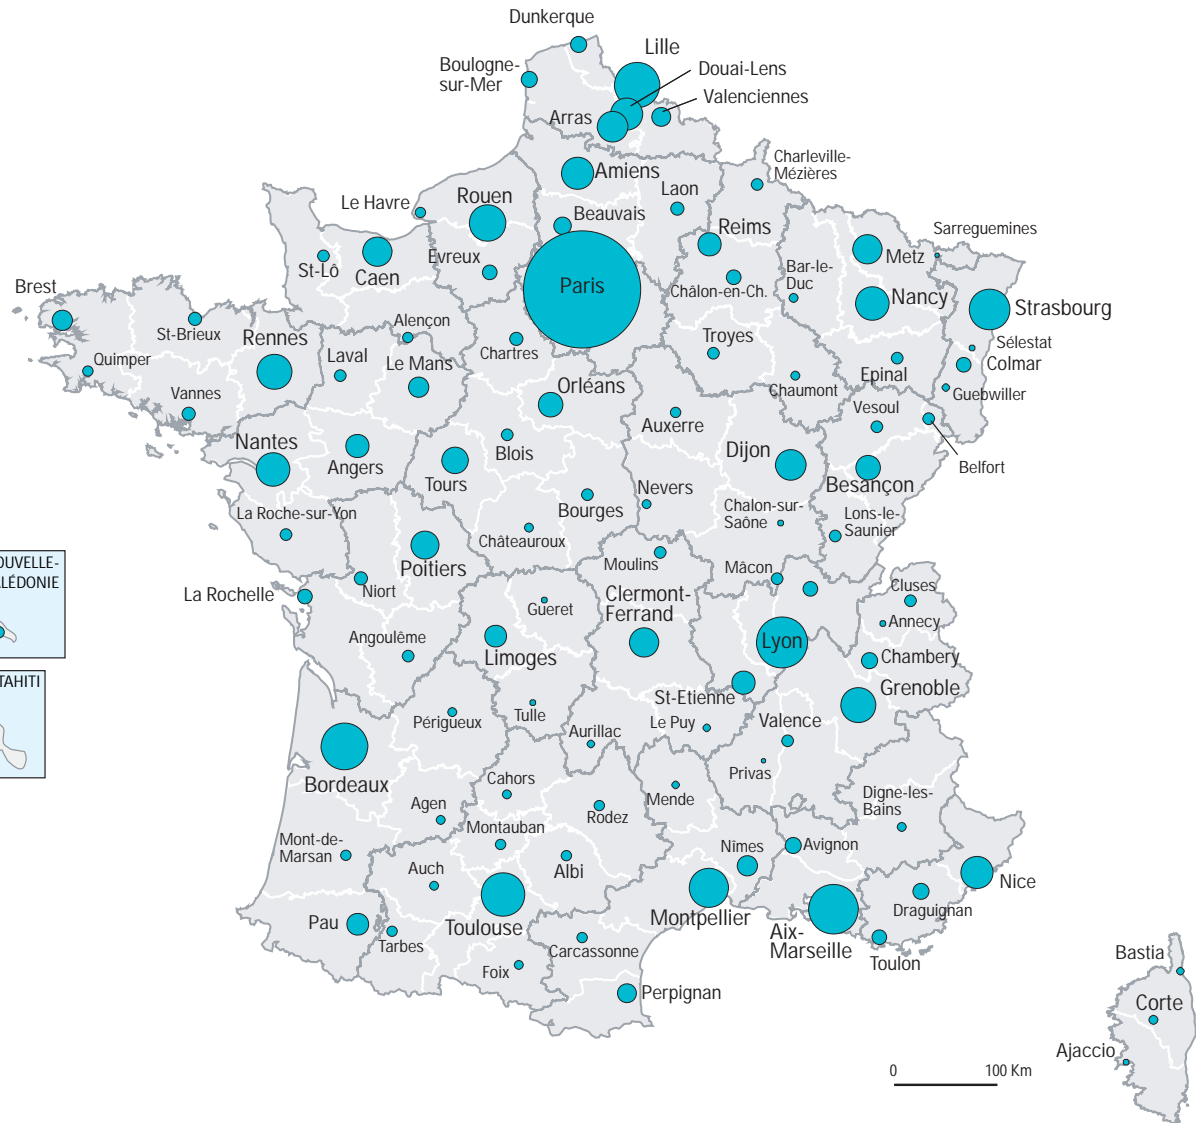 Dunkerque
Lille
Boulogne-
sur-Mer
Douai-Lens
Valenciennes
Arras
Charleville-
Mézières
Amiens
Laon
Le Havre
Rouen
Beauvais
Reims
Sarreguemines
St-Lô
Caen
Evreux
Paris
Châlon-en-Ch.
Bar-le-
Duc
Metz
Nancy
Strasbourg
Brest
St-Brieux
Rennes
Alençon
Laval
Le Mans
Chartres
Troyes
Sélestat
Colmar
Epinal
Quimper
Vannes
Orléans
Chaumont
Guebwiller
Vesoul
Auxerre
Nantes
Angers
Blois
Tours
Dijon
Besançon
Belfort
Nevers
Bourges
Chalon-sur-
Saône
Lons-le-
Saunier
La Roche-sur-Yon
Châteauroux
Poitiers
Moulins
Mâcon
OUVELLE-
ALÉDONIE
La Rochelle
Niort
Gueret
Clermont-
Ferrand
Cluses
Annecy
Angoulême
Limoges
Lyon
Chambery
TAHITI
Grenoble
St-Etienne
Périgueux
Tulle
Le Puy
Valence
Aurillac
Bordeaux
Privas
Cahors
Mende
Digne-les-
Bains
Agen
Rodez
Montauban
Mont-de-
Marsan
Nimes
Avignon
Auch
Albi
Nice
Draguignan
Pau
Toulouse
Montpellier
Aix-
Marseille
Tarbes
Carcassonne
Toulon
Foix
Perpignan
Bastia
Corte
Ajaccio
0
100 Km